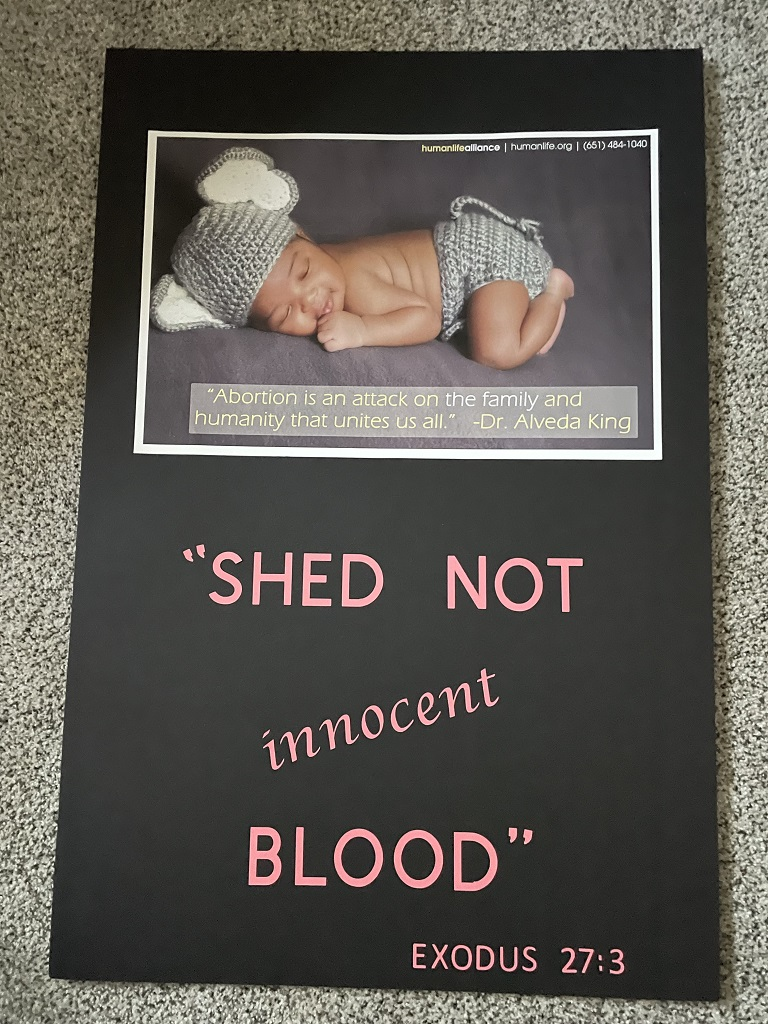 humanlifealliance | humanlife.org | (651) 484-1040
"Abortion is an attack on the family and
humanity that unites us all." -Dr. Alveda King
"SHED NOT
innocent
BLOOD"
EXODUS 27:3